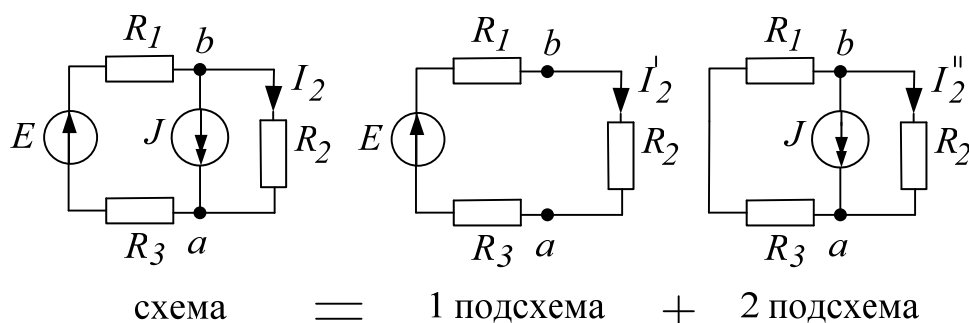 R1 b
I2
E J R2
R3 a
R1 b
I'2
E R2
R3 a
R1 b
I''2
J R2
R3 a
схема = 1 подсхема + 2 подсхема